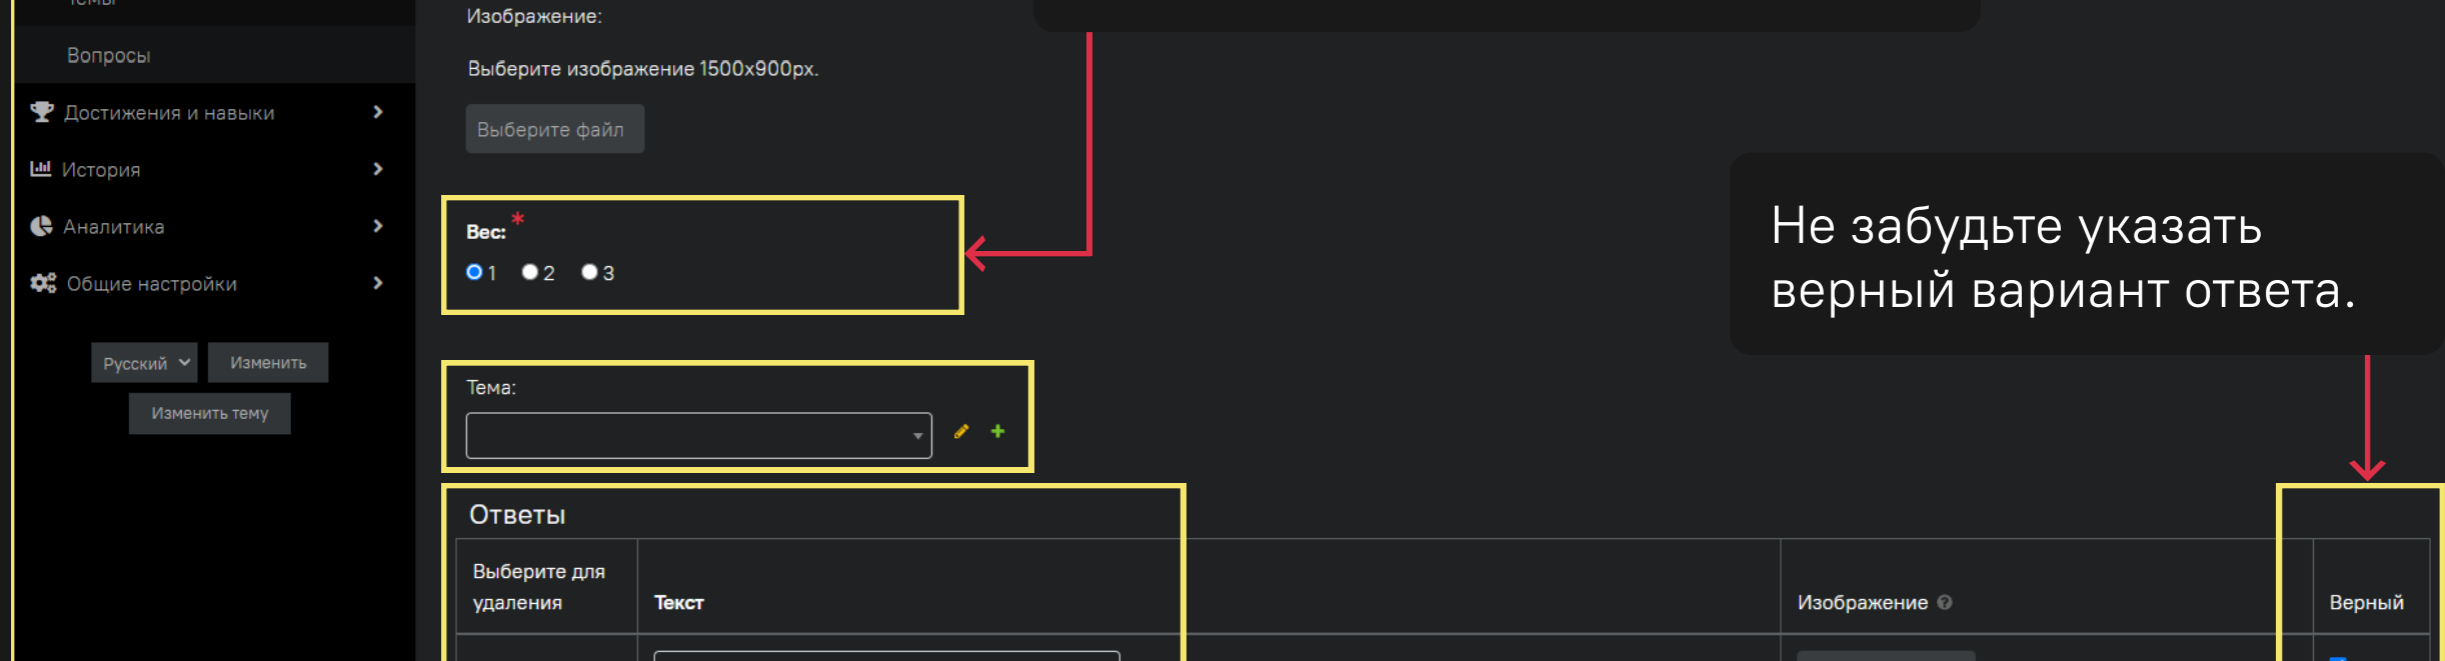 Вопросы
Достижения и навыки
История
Аналитика
Общие настройки
Русский
Изменить
Изменить тему
Изображение:
Выберите изображение 1500x900px.
Выберите файл
Вес: *
1 2 3
Тема:
Не забудьте указать
верный вариант ответа.
Ответы
Выберите для
удаления
Текст
Изображение
Верный